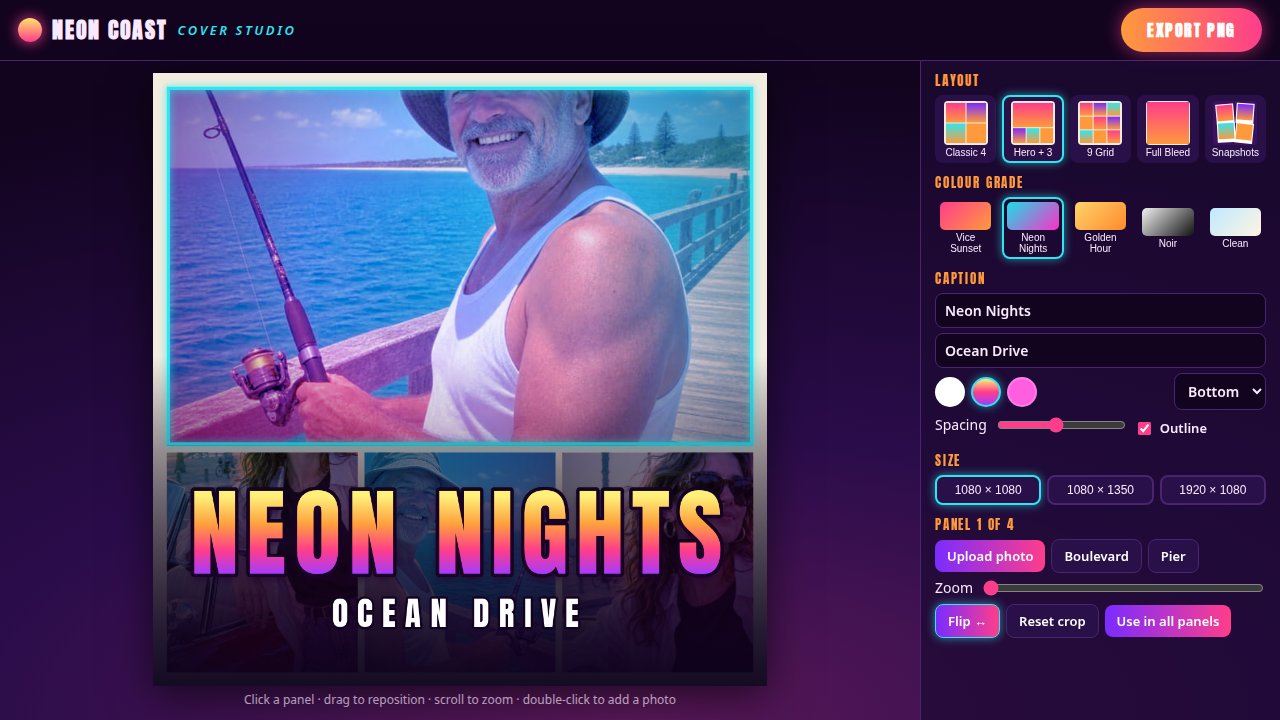 NEON COAST COVER STUDIO
EXPORT PNG
LAYOUT
Classic 4
Hero + 3
9 Grid
Full Bleed
Snapshots
COLOUR GRADE
Vice
Sunset
Neon
Nights
Golden
Hour
Noir
Clean
CAPTION
Neon Nights
Ocean Drive
Bottom
Spacing
Outline
SIZE
1080 × 1080
1080 × 1350
1920 × 1080
PANEL 1 OF 4
Upload photo
Boulevard
Pier
Zoom
Flip ↔
Reset crop
Use in all panels
NEON NIGHTS
OCEAN DRIVE
Click a panel · drag to reposition · scroll to zoom · double-click to add a photo